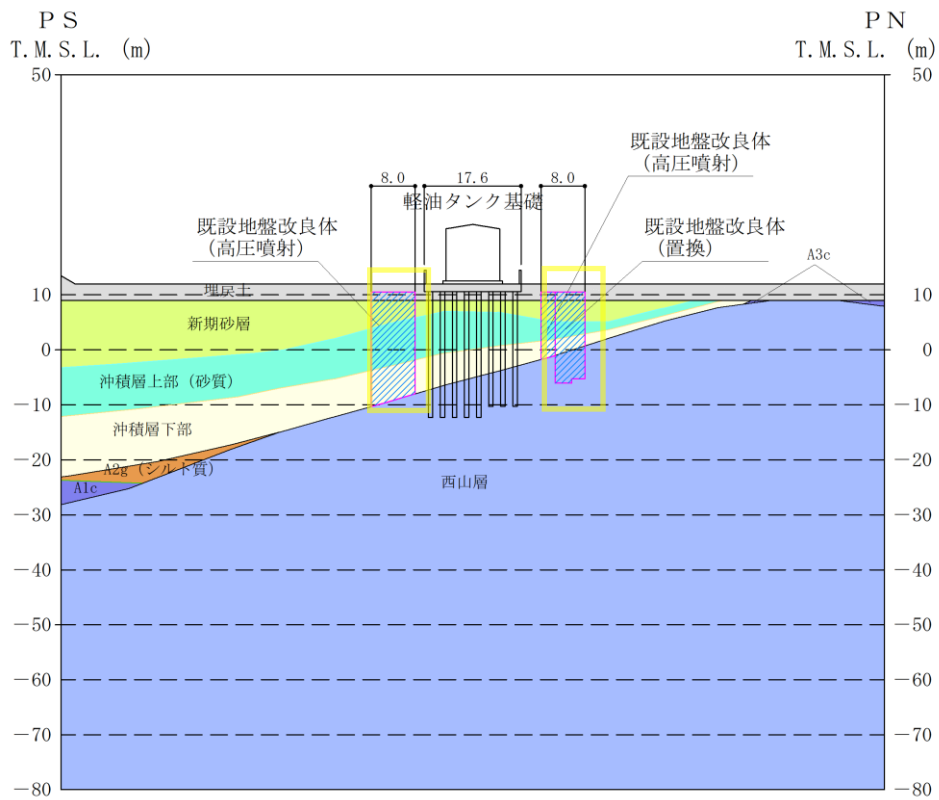 PS
PN
T.M.S.L. (m)
T.M.S.L. (m)
50
50
既設地盤改良体
(高圧噴射)
8.0
17.6
8.0
軽油タンク基礎
既設地盤改良体
(高圧噴射)
既設地盤改良体
(置換)
A3c
10
埋戻土
10
新期砂層
0
0
沖積層上部(砂質)
-10
-10
沖積層下部
-20
A2g(シルト質)
-20
A1c
西山層
-30
-30
-40
-40
-50
-50
-60
-60
-70
-70
-80
-80